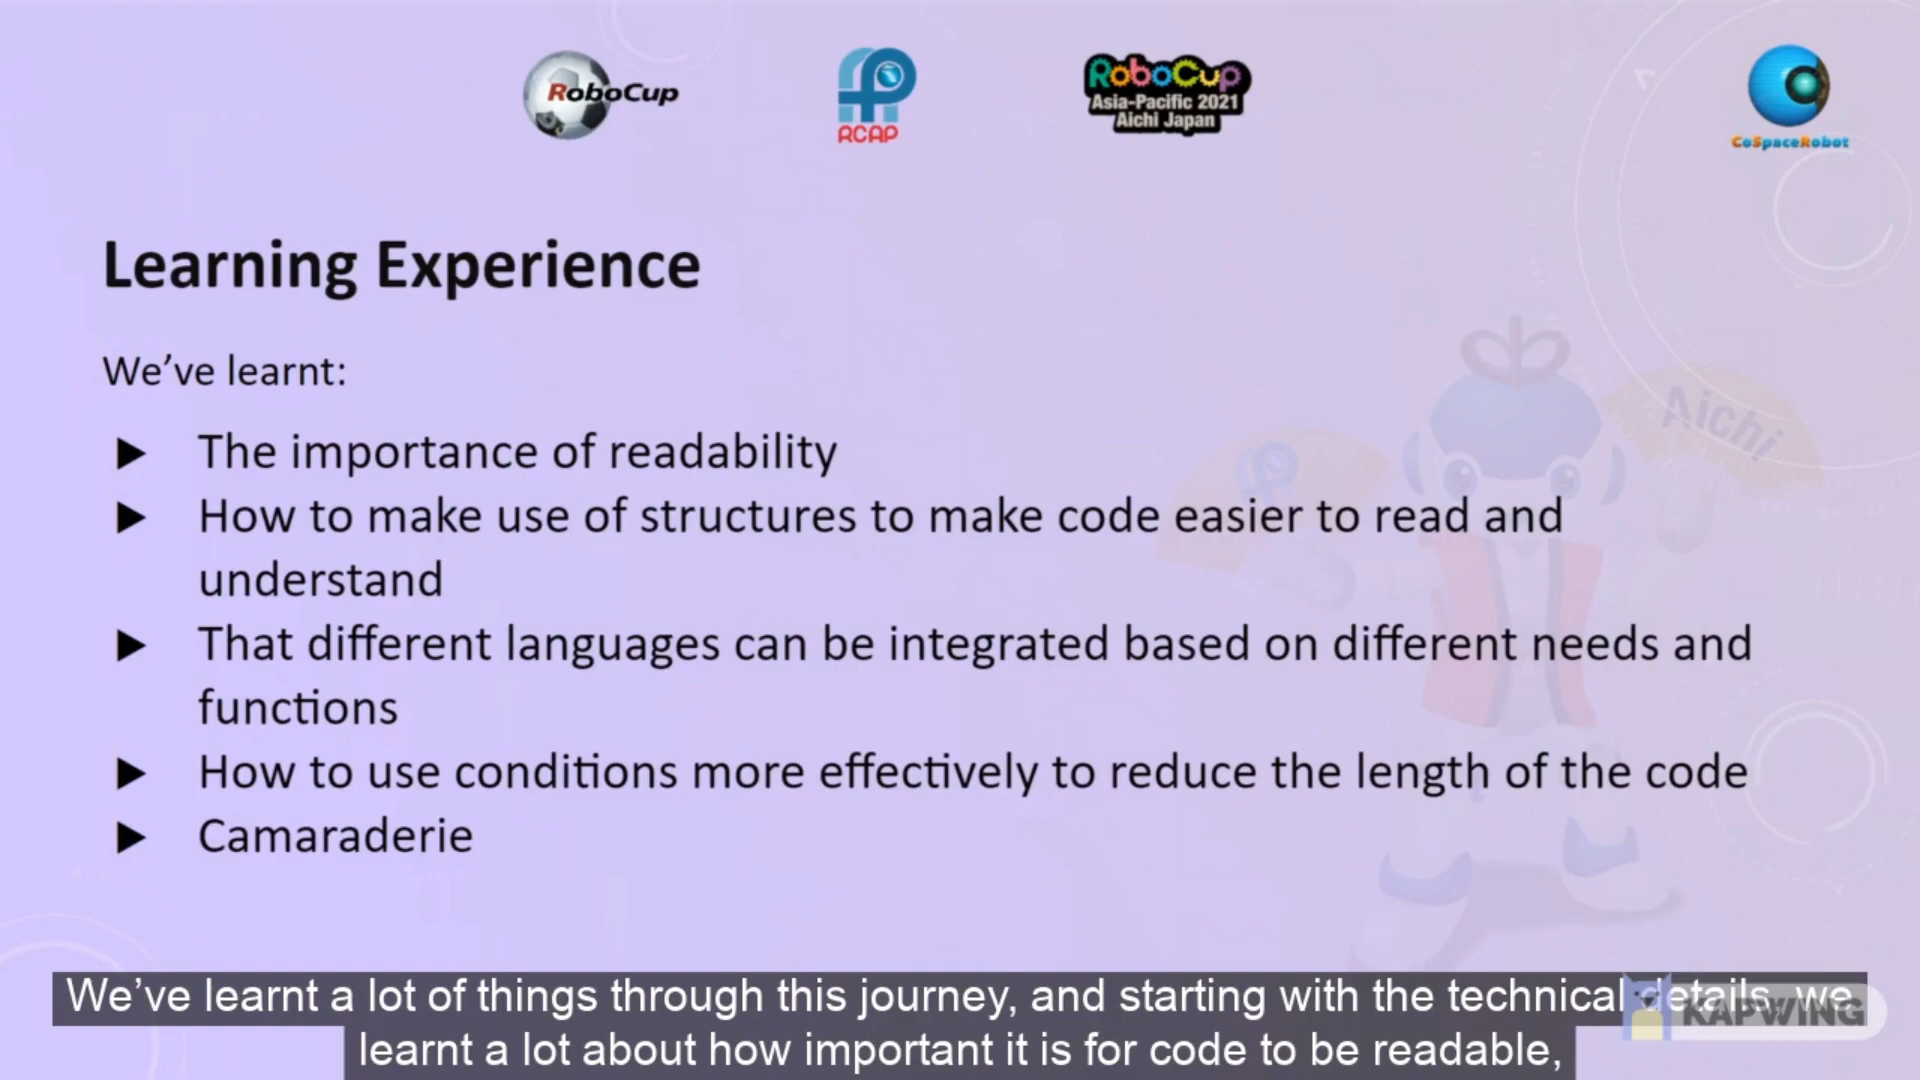 RoboCup
RCAP
RoboCup
Asia-Pacific 2021
Aichi Japan
CoSpaceRobot
Learning Experience
We’ve learnt:
Aichi
▶ The importance of readability
▶ How to make use of structures to make code easier to read and
understand
▶ That different languages can be integrated based on different needs and
functions
▶ How to use conditions more effectively to reduce the length of the code
▶ Camaraderie
We’ve learnt a lot of things through this journey, and starting with the technical details, we
learnt a lot about how important it is for code to be readable,
KAPWING